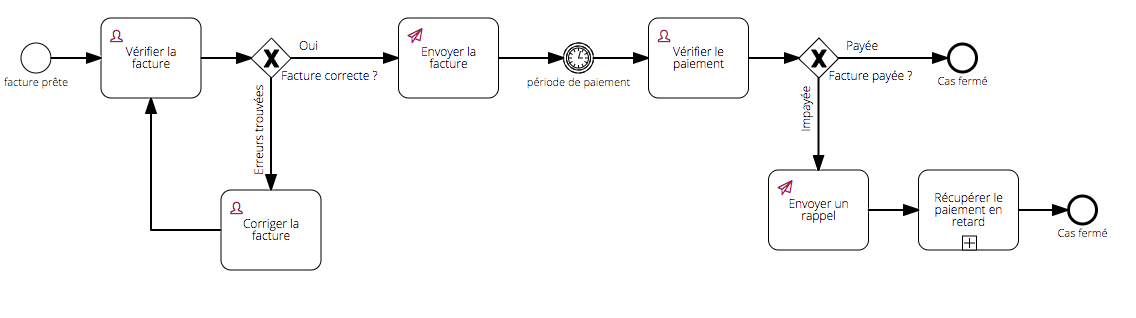 facture prête
Vérifier la
facture
Oui
Facture correcte ?
Erreurs trouvées
Corriger la
facture
Envoyer la
facture
période de paiement
Vérifier le
paiement
Payée
Facture payée ?
Cas fermé
Impayée
Envoyer un
rappel
Récupérer le
paiement en
retard
Cas fermé